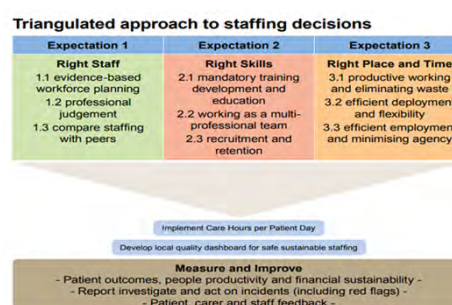 Triangulated approach to staffing decisions
Expectation 1
Expectation 2
Expectation 3
Right Staff
1.1 evidence-based
workforce planning
1.2 professional
judgement
1.3 compare staffing
with peers
Right Skills
2.1 mandatory training
development and
education
2.2 working as a multi-
professional team
2.3 recruitment and
retention
Right Place and Time
3.1 productive working
and eliminating waste
3.2 efficient deployment
and flexibility
3.3 efficient employment
and minimising agency
Implement Care Hours per Patient Day
Develop local quality dashboard for safe sustainable staffing
Measure and Improve
- Patient outcomes, people productivity and financial sustainability -
- Report investigate and act on incidents (including red flags) -
- Patient, carer and staff feedback -